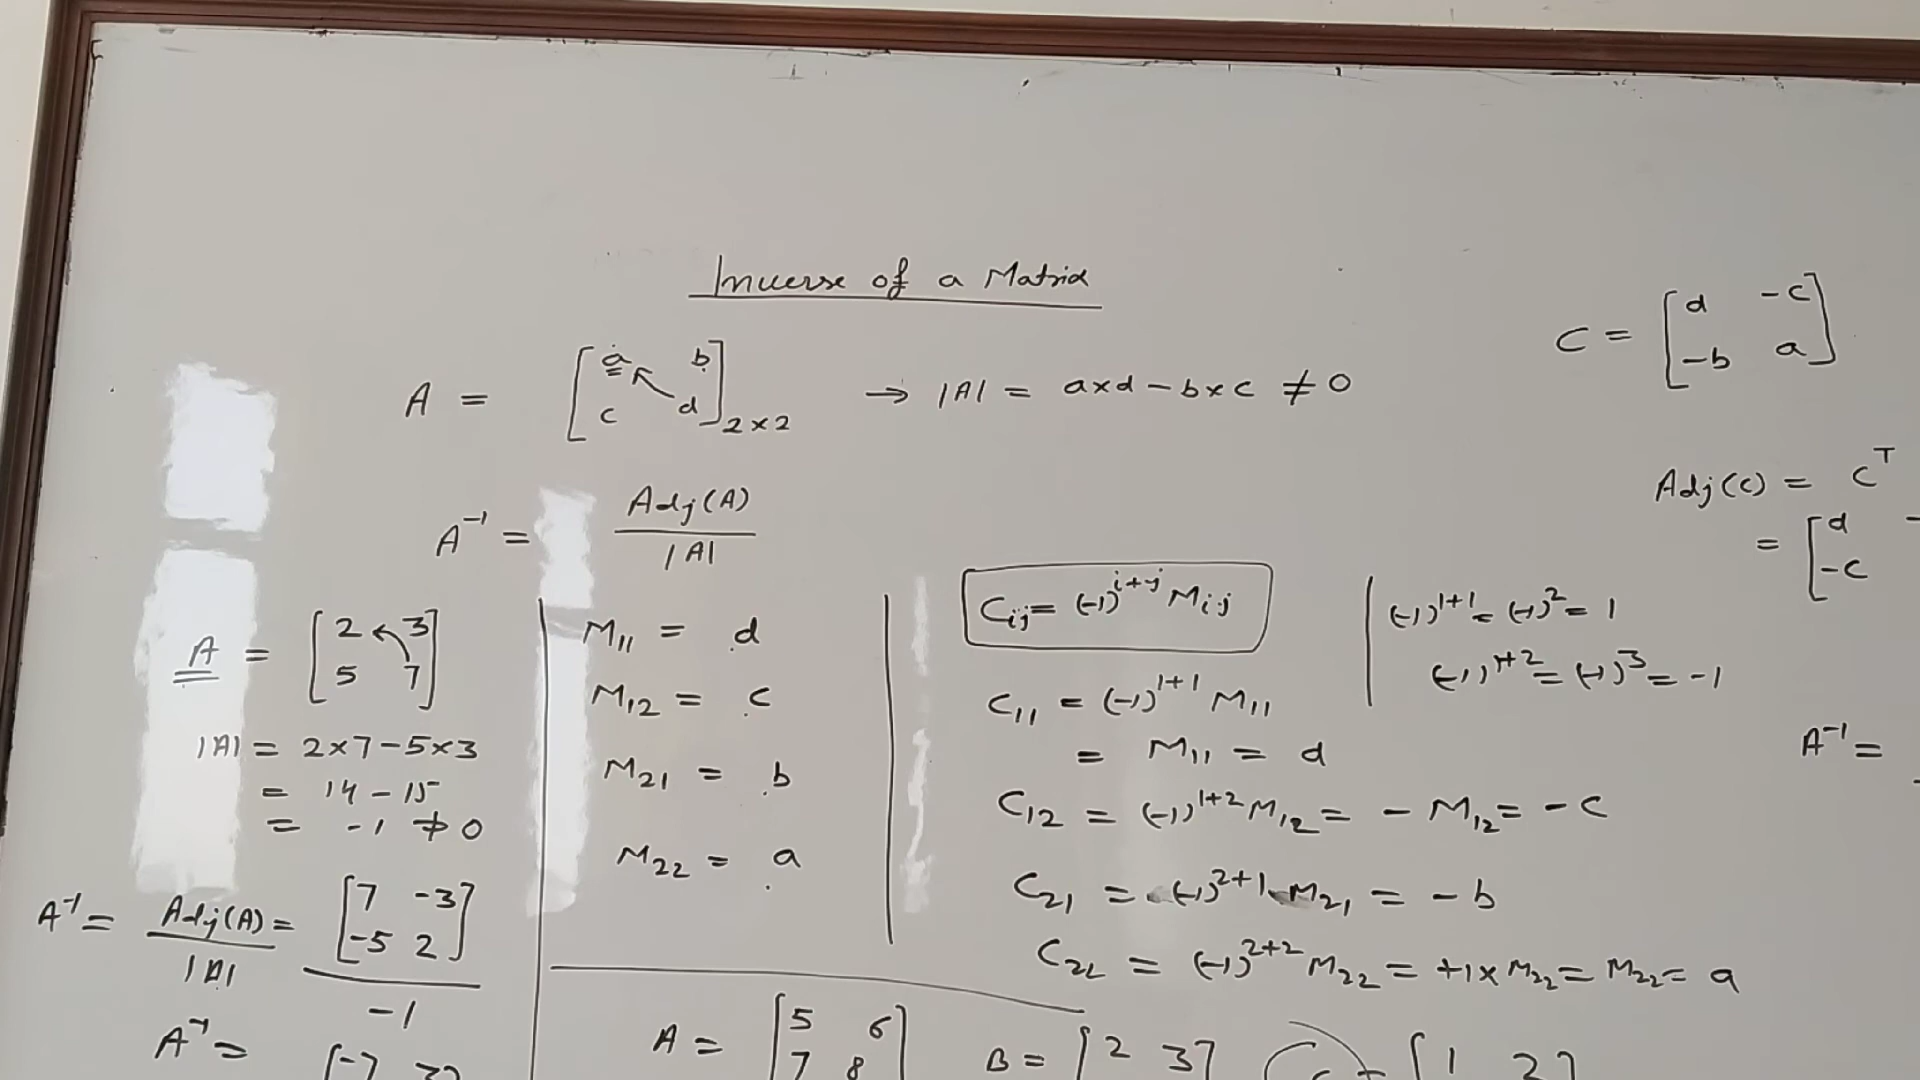 Inverse of a Matrix
A = [a b
c d]2×2 → |A| = a×d − b×c ≠ 0
C = [d −c
−b a]
A⁻¹ = Adj(A)
|A|
Adj(c) = Cᵀ
= [d
−c
A = [2 3
5 7]
|A| = 2×7−5×3
= 14 − 15
= −1 ≠ 0
A⁻¹ = Adj(A) = [7 −3
−5 2]
|A| −1
A⁻¹ = [−7 3]
M11 = d
M12 = c
M21 = b
M22 = a
Cij = (−1)ⁱ⁺ʲ Mij
C11 = (−1)¹⁺¹ M11
= M11 = d
C12 = (−1)¹⁺² M12 = − M12 = − c
C21 = (−1)²⁺¹ M21 = − b
C22 = (−1)²⁺² M22 = +1× M22 = M22 = a
(−1)¹⁺¹ = (−1)² = 1
(−1)¹⁺² = (−1)³ = −1
A⁻¹ =
A = [5 6
7 8
B = [2 3]
[1 2]